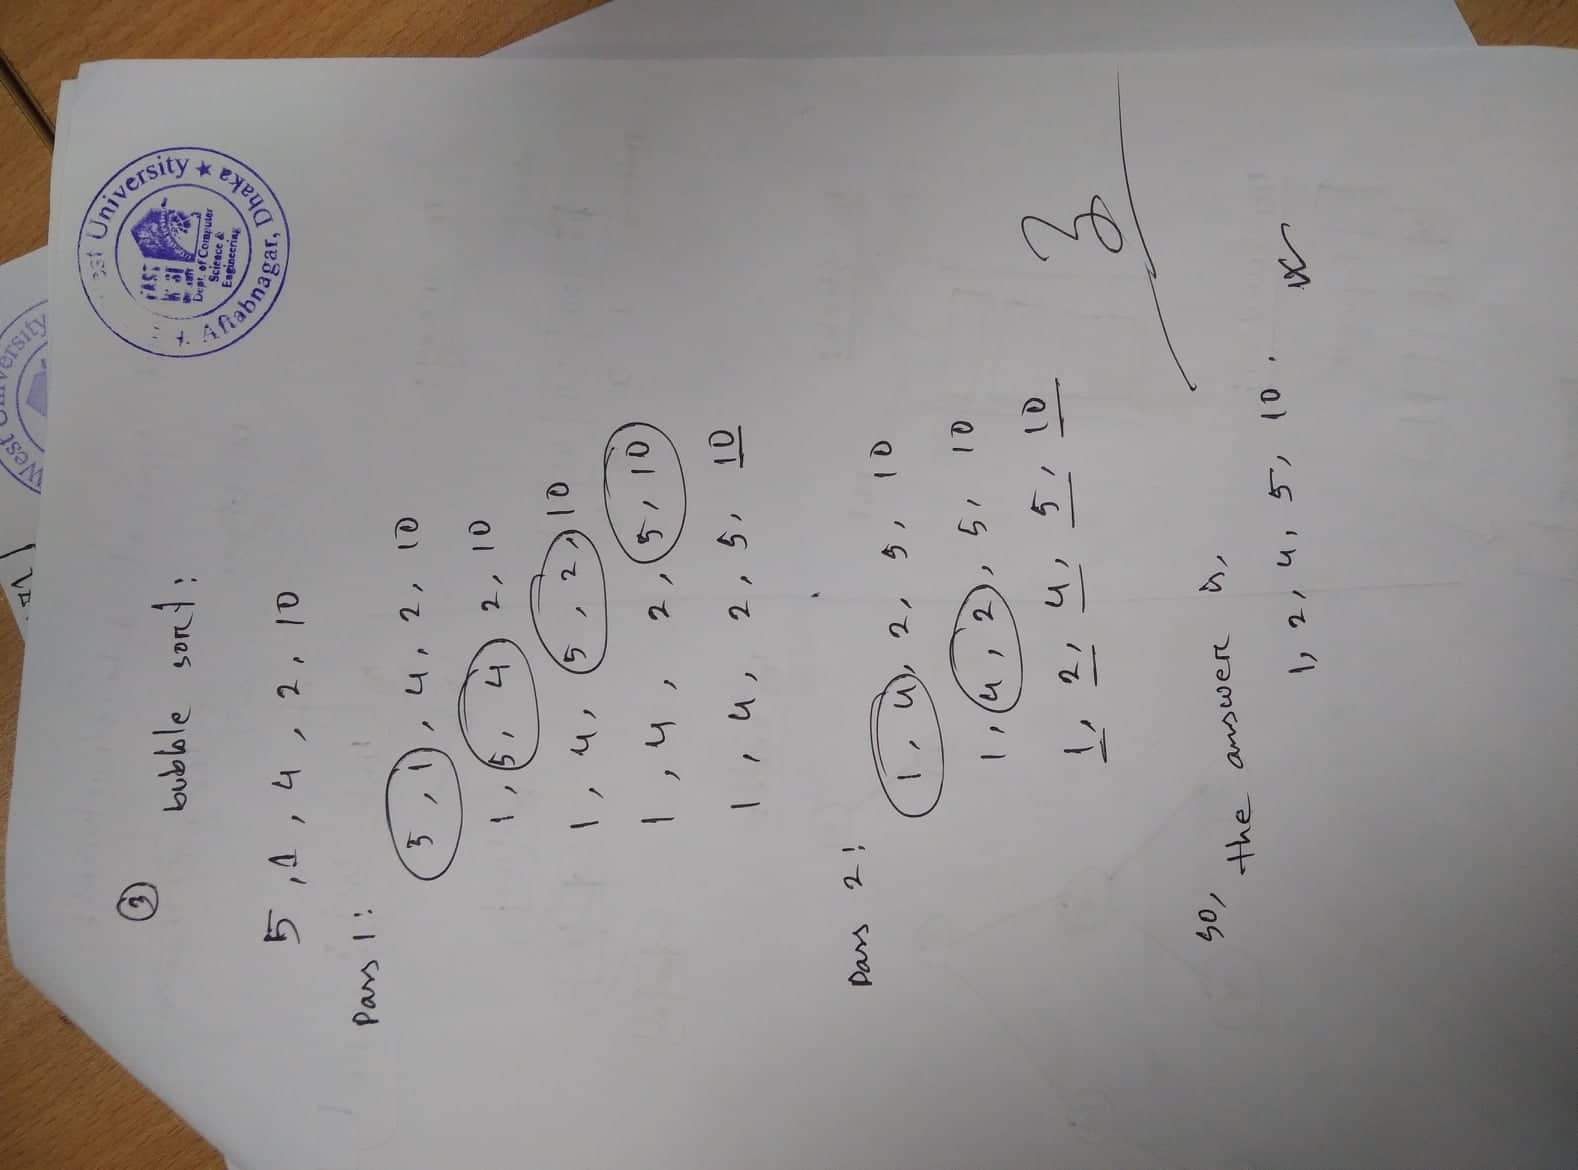 West University
③
bubble sort:
5, 1, 4, 2, 10
Pass 1:
5, 1, 4, 2, 10
1, 5, 4 2, 10
1, 4, 5, 2, 10
1, 4, 2, 5, 10
1, 4, 2, 5, 10
Pass 2:
1, 4, 2, 5, 10
1, 4, 2, 5, 10
1, 2, 4, 5, 10
3
so, the answer is,
1, 2, 4, 5, 10.
West University
EAST
WEST
Dept. of Computer
Science &
Engineering
Aftabnagar, Dhaka ★